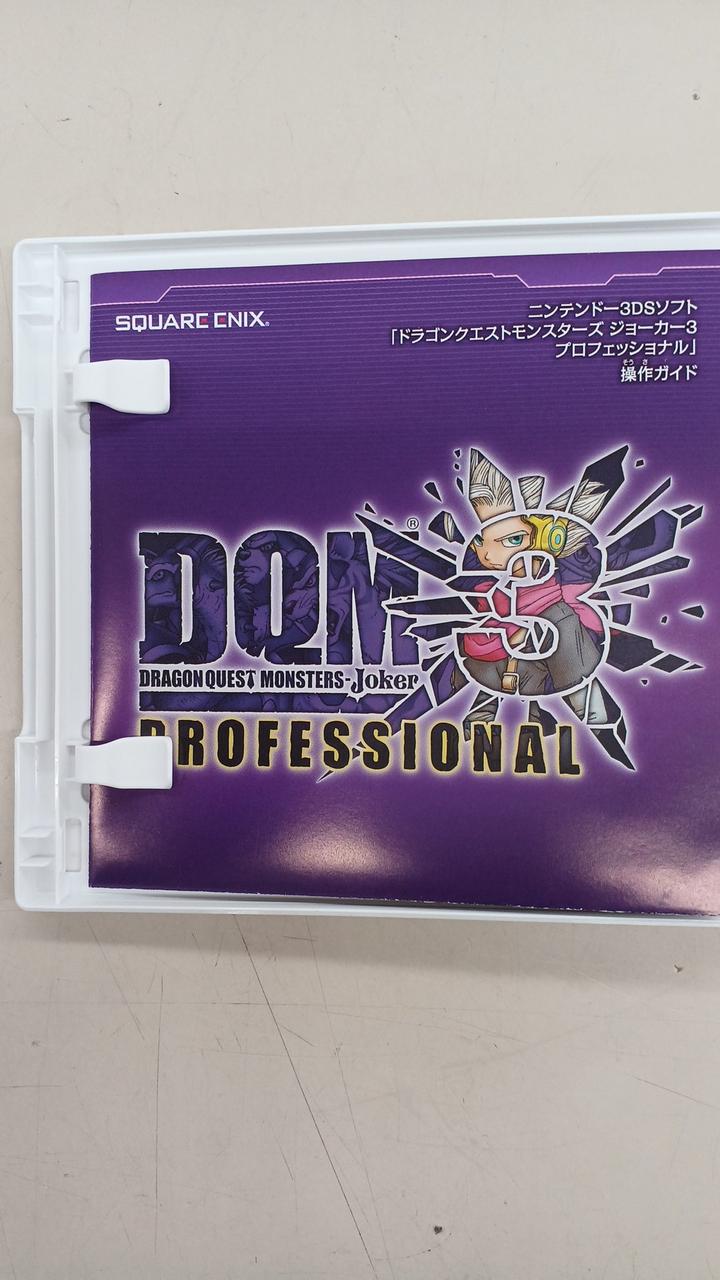 SQUARE ENIX®
ニンテンドー3DSソフト
「ドラゴンクエストモンスターズ ジョーカー3
プロフェッショナル」
そうさ
操作ガイド
DQM® 3
DRAGON QUEST MONSTERS-Joker
PROFESSIONAL